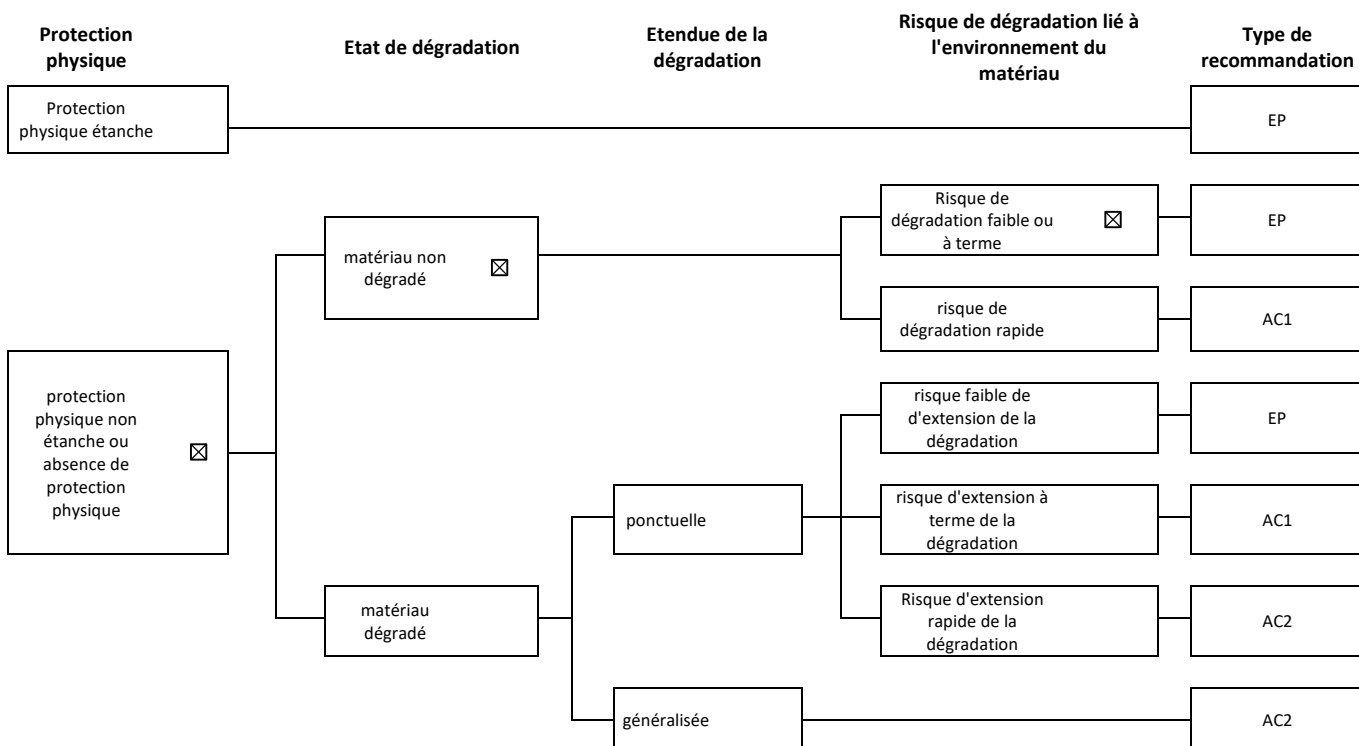 Protection
physique
Etat de dégradation
Etendue de la
dégradation
Risque de dégradation lié à
l'environnement du
matériau
Type de
recommandation
Protection
physique étanche
EP
matériau non
dégradé
☒
Risque de
dégradation faible ou
à terme
☒
EP
risque de
dégradation rapide
AC1
protection
physique non
étanche ou
absence de
protection
physique
☒
risque faible de
d'extension de la
dégradation
EP
ponctuelle
risque d'extension à
terme de la
dégradation
AC1
matériau
dégradé
Risque d'extension
rapide de la
dégradation
AC2
généralisée
AC2